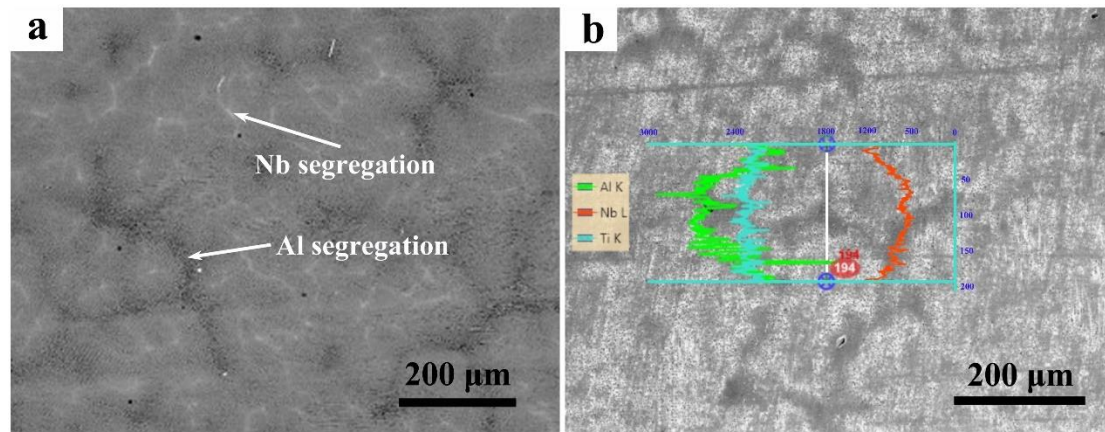 a
Nb segregation
Al segregation
200 μm
b
3000
2400
1800
1200
500
0
Al K
Nb L
Ti K
50
100
150
200
194
194
200 μm